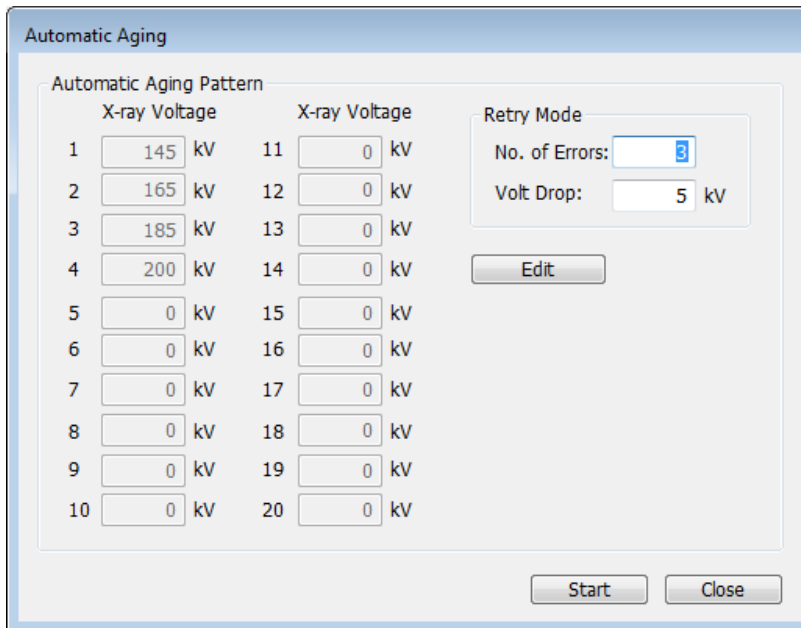 Automatic Aging
Automatic Aging Pattern
X-ray Voltage X-ray Voltage
1 145 kV 11 0 kV
2 165 kV 12 0 kV
3 185 kV 13 0 kV
4 200 kV 14 0 kV
5 0 kV 15 0 kV
6 0 kV 16 0 kV
7 0 kV 17 0 kV
8 0 kV 18 0 kV
9 0 kV 19 0 kV
10 0 kV 20 0 kV
Retry Mode
No. of Errors: 3
Volt Drop: 5 kV
Edit
Start Close